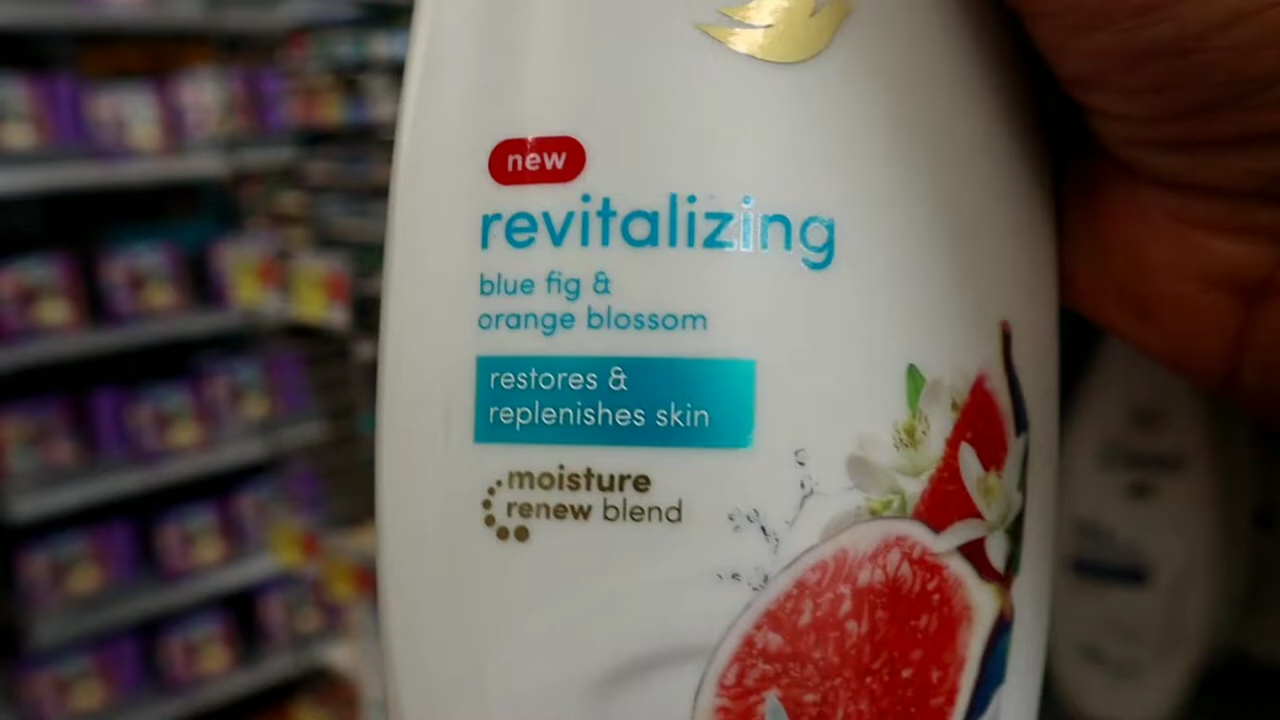 new
revitalizing
blue fig &
orange blossom
restores &
replenishes skin
moisture
renew blend